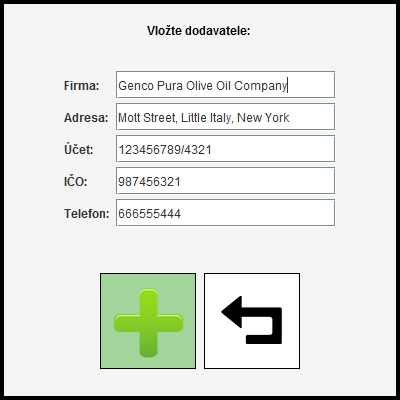 Vložte dodavatele:
Firma: Genco Pura Olive Oil Company
Adresa: Mott Street, Little Italy, New York
Účet: 123456789/4321
IČO: 987456321
Telefon: 666555444